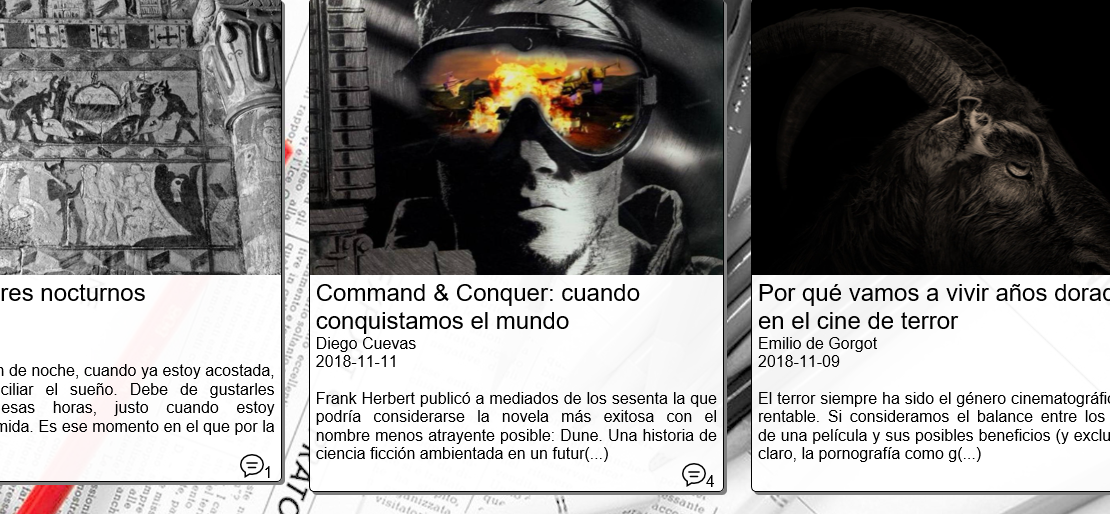 res nocturnos
de noche, cuando ya estoy acostada,
ciliar el sueño. Debe de gustarles
esas horas, justo cuando estoy
mida. Es ese momento en el que por la
1
Command & Conquer: cuando
conquistamos el mundo
Diego Cuevas
2018-11-11
Frank Herbert publicó a mediados de los sesenta la que
podría considerarse la novela más exitosa con el
nombre menos atrayente posible: Dune. Una historia de
ciencia ficción ambientada en un futur(...)
4
Por qué vamos a vivir años dorad
en el cine de terror
Emilio de Gorgot
2018-11-09
El terror siempre ha sido el género cinematográfic
rentable. Si consideramos el balance entre los
de una película y sus posibles beneficios (y exclu
claro, la pornografía como g(...)